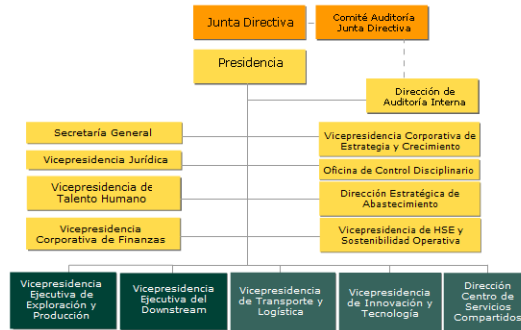 Junta Directiva
Comité Auditoría
Junta Directiva
Presidencia
Dirección de
Auditoría Interna
Secretaría General
Vicepresidencia Corporativa de
Estrategia y Crecimiento
Vicepresidencia Jurídica
Oficina de Control Disciplinario
Vicepresidencia de
Talento Humano
Dirección Estratégica de
Abastecimiento
Vicepresidencia
Corporativa de Finanzas
Vicepresidencia de HSE y
Sostenibilidad Operativa
Vicepresidencia
Ejecutiva de
Exploración y
Producción
Vicepresidencia
Ejecutiva del
Downstream
Vicepresidencia
de Transporte y
Logística
Vicepresidencia
de Innovación y
Tecnología
Dirección
Centro de
Servicios
Compartidos